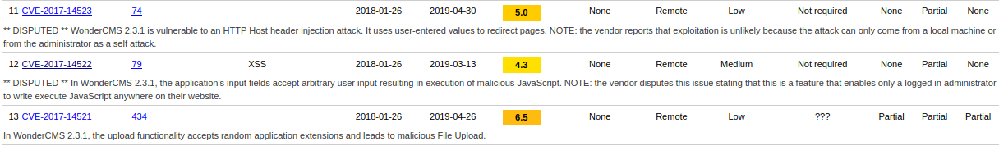 11 CVE-2017-14523 74 2018-01-26 2019-04-30 5.0 None Remote Low Not required None Partial None
** DISPUTED ** WonderCMS 2.3.1 is vulnerable to an HTTP Host header injection attack. It uses user-entered values to redirect pages. NOTE: the vendor reports that exploitation is unlikely because the attack can only come from a local machine or
from the administrator as a self attack.
12 CVE-2017-14522 79 XSS 2018-01-26 2019-03-13 4.3 None Remote Medium Not required None Partial None
** DISPUTED ** In WonderCMS 2.3.1, the application's input fields accept arbitrary user input resulting in execution of malicious JavaScript. NOTE: the vendor disputes this issue stating that this is a feature that enables only a logged in administrator
to write execute JavaScript anywhere on their website.
13 CVE-2017-14521 434 2018-01-26 2019-04-26 6.5 None Remote Low ??? Partial Partial Partial
In WonderCMS 2.3.1, the upload functionality accepts random application extensions and leads to malicious File Upload.